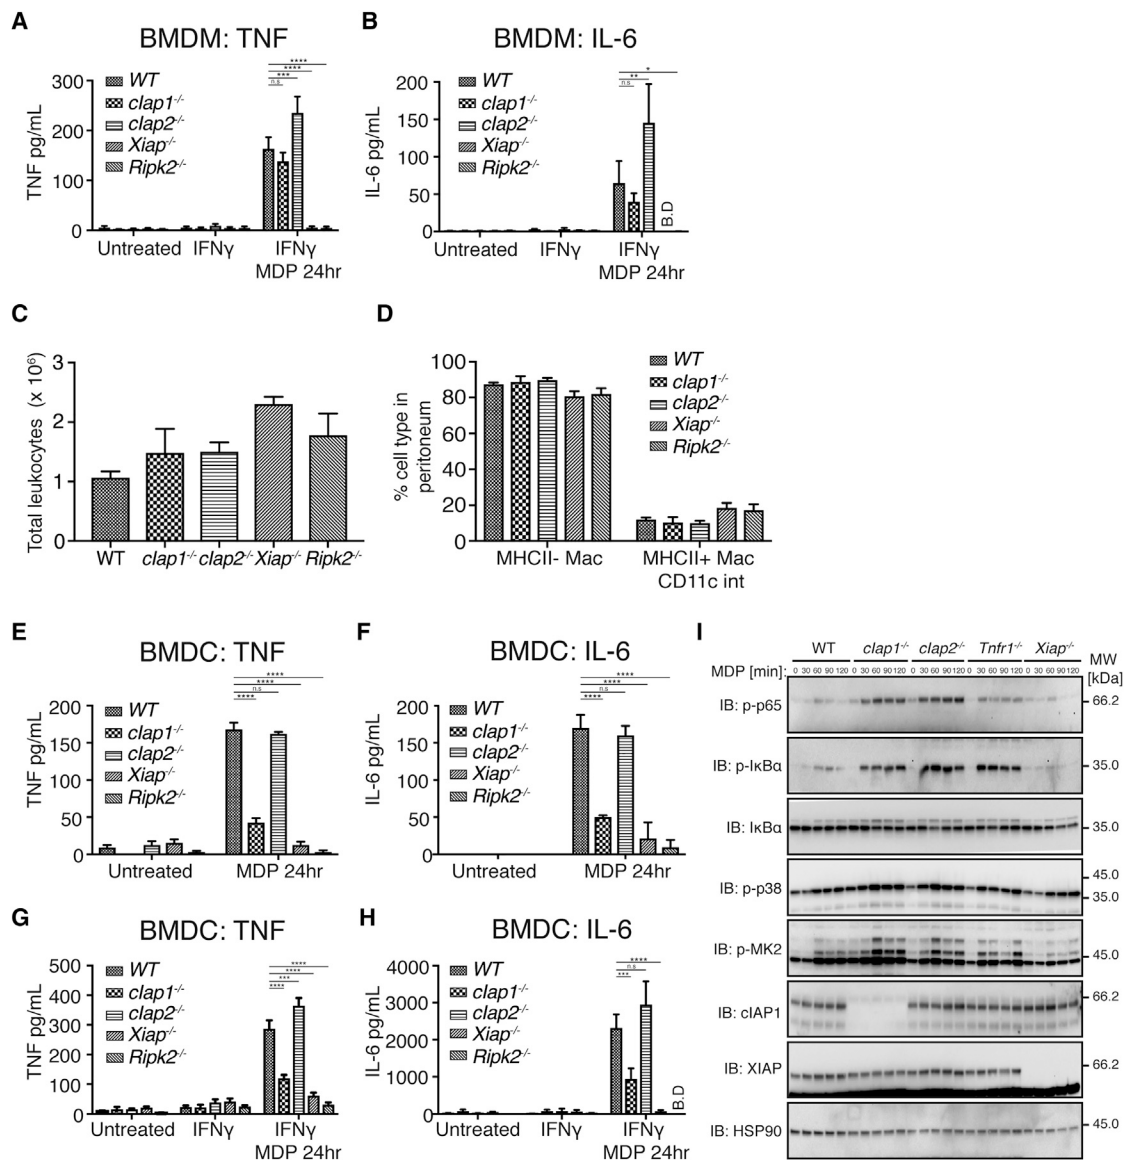 A
BMDM: TNF
****
****
***
n.s
WT
cIap1-/-
cIap2-/-
Xiap-/-
Ripk2-/-
TNF pg/mL
300
200
100
0
Untreated IFNγ IFNγ
MDP 24hr
B
BMDM: IL-6
*
**
n.s
WT
cIap1-/-
cIap2-/-
Xiap-/-
Ripk2-/-
IL-6 pg/mL
200
150
100
50
0
B.D
Untreated IFNγ IFNγ
MDP 24hr
C
Total leukocytes (x 10⁶)
3
2
1
0
WT cIap1-/- cIap2-/- Xiap-/- Ripk2-/-
D
% cell type in
peritoneum
100
80
60
40
20
0
WT
cIap1-/-
cIap2-/-
Xiap-/-
Ripk2-/-
MHCII- Mac MHCII+ Mac
CD11c int
E
BMDC: TNF
****
****
n.s
****
WT
cIap1-/-
cIap2-/-
Xiap-/-
Ripk2-/-
TNF pg/mL
200
150
100
50
0
Untreated MDP 24hr
F
BMDC: IL-6
****
****
n.s
****
WT
cIap1-/-
cIap2-/-
Xiap-/-
Ripk2-/-
IL-6 pg/mL
200
150
100
50
0
Untreated MDP 24hr
G
BMDC: TNF
****
****
***
****
WT
cIap1-/-
cIap2-/-
Xiap-/-
Ripk2-/-
TNF pg/mL
500
400
300
200
100
0
Untreated IFNγ IFNγ
MDP 24hr
H
BMDC: IL-6
****
n.s
***
WT
cIap1-/-
cIap2-/-
Xiap-/-
Ripk2-/-
IL-6 pg/mL
4000
3000
2000
1000
0
B.D
Untreated IFNγ IFNγ
MDP 24hr
I
WT cIap1-/- cIap2-/- Tnfr1-/- Xiap-/- MW
[kDa]
MDP [min]: 0 30 60 90 120 0 30 60 90 120 0 30 60 90 120 0 30 60 90 120 0 30 60 90 120
IB: p-p65 66.2
IB: p-IκBα 35.0
IB: IκBα 35.0
IB: p-p38 45.0
35.0
IB: p-MK2 45.0
IB: cIAP1 66.2
IB: XIAP 66.2
IB: HSP90 45.0